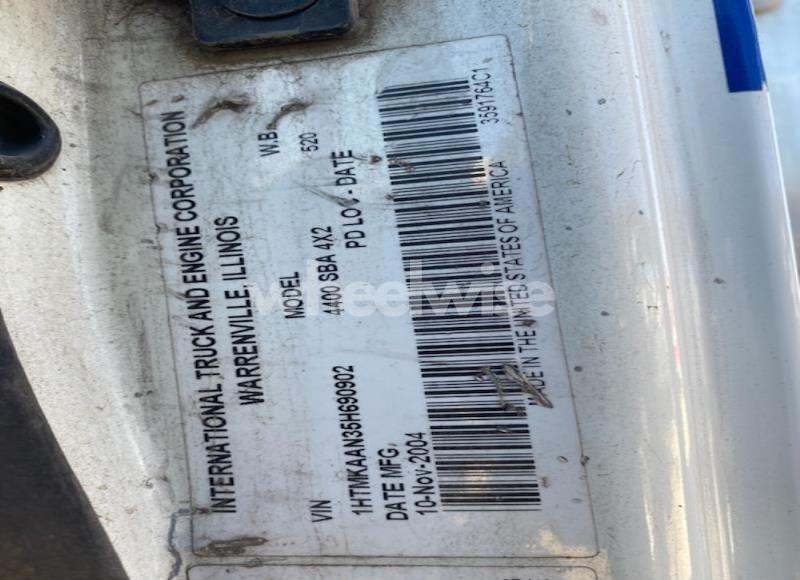 INTERNATIONAL TRUCK AND ENGINE CORPORATION
WARRENVILLE, ILLINOIS
VIN MODEL W.B.
1HTMKAAN35H690902 4400 SBA 4X2 520
DATE MFG. PD LOC - DATE
10-Nov-2004
MADE IN THE UNITED STATES OF AMERICA 3591764C1
wheelwise